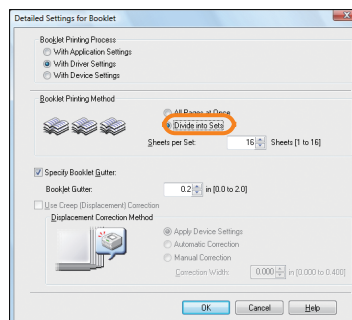 Detailed Settings for Booklet
Booklet Printing Process
With Application Settings
With Driver Settings
With Device Settings
Booklet Printing Method
All Pages at Once
Divide into Sets
Sheets per Set: 16 Sheets [1 to 16]
Specify Booklet Gutter:
Booklet Gutter: 0.2 in [0.0 to 2.0]
Use Creep (Displacement) Correction
Displacement Correction Method
Apply Device Settings
Automatic Correction
Manual Correction
Correction Width: 0.000 in [0.000 to 0.400]
OK Cancel Help